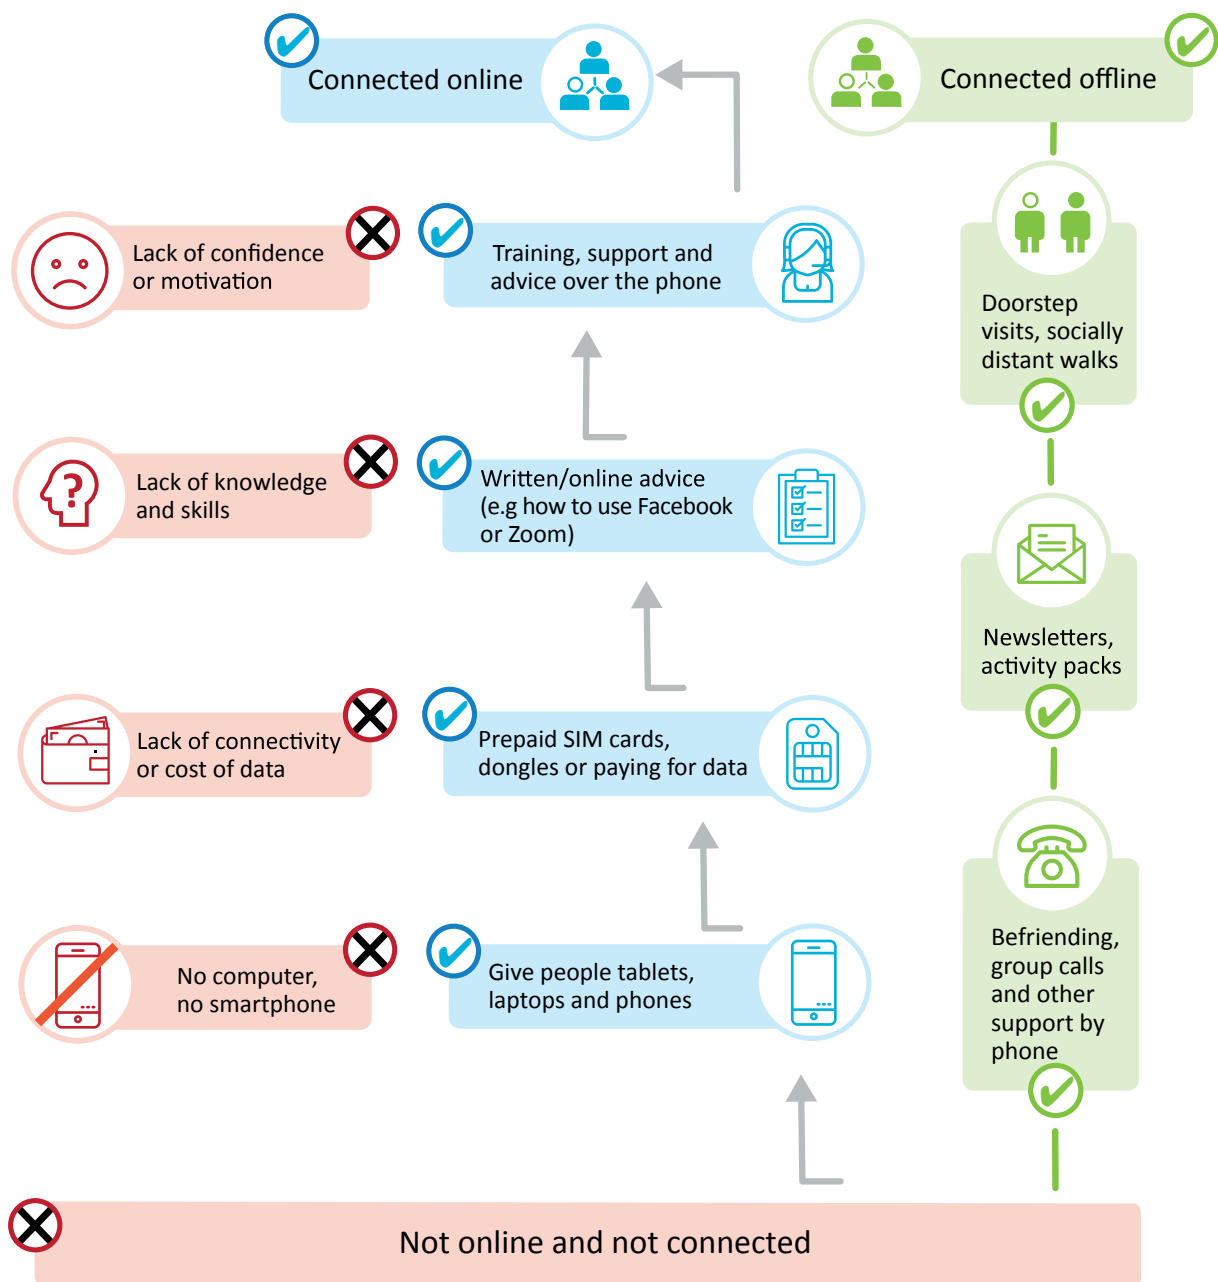 Connected online
Connected offline
Lack of confidence
or motivation
Training, support and
advice over the phone
Doorstep
visits, socially
distant walks
Lack of knowledge
and skills
?
Written/online advice
(e.g how to use Facebook
or Zoom)
Newsletters,
activity packs
Lack of connectivity
or cost of data
Prepaid SIM cards,
dongles or paying for data
No computer,
no smartphone
Give people tablets,
laptops and phones
Befriending,
group calls
and other
support by
phone
Not online and not connected